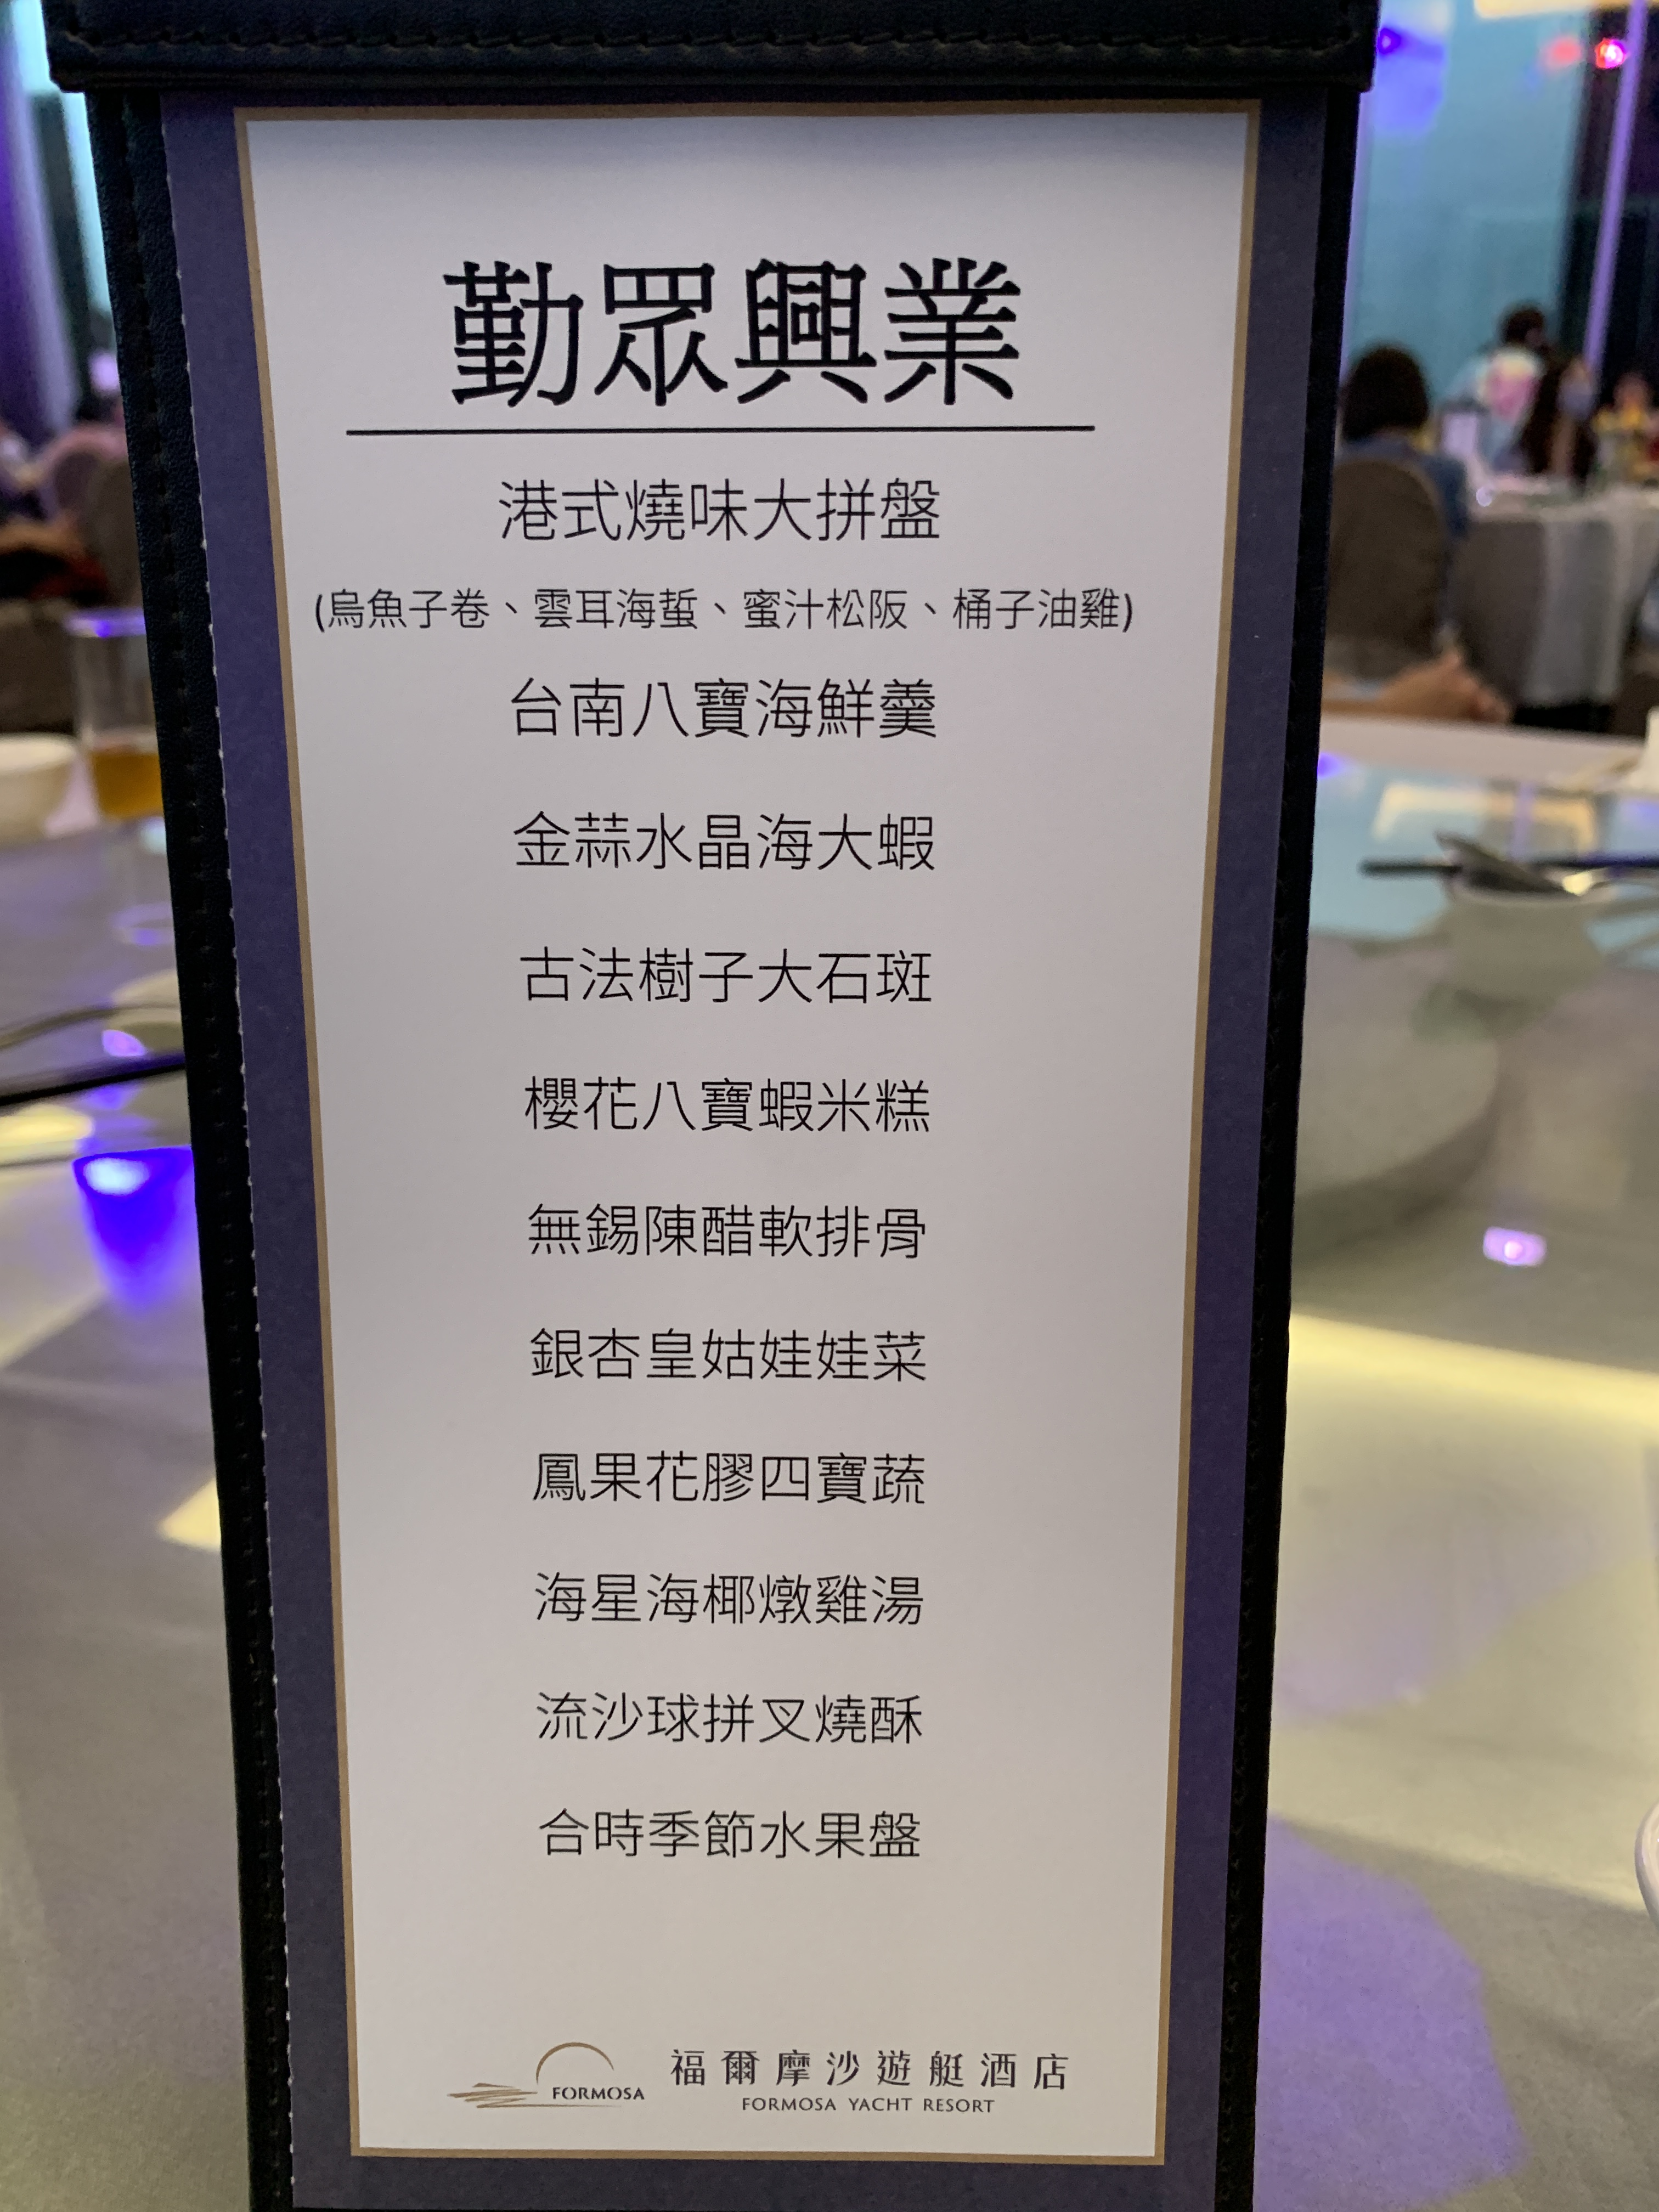 勤眾興業
港式燒味大拼盤
(烏魚子卷、雲耳海蜇、蜜汁松阪、桶子油雞)
台南八寶海鮮羹
金蒜水晶海大蝦
古法樹子大石斑
櫻花八寶蝦米糕
無錫陳醋軟排骨
銀杏皇姑娃娃菜
鳳果花膠四寶蔬
海星海椰燉雞湯
流沙球拼叉燒酥
合時季節水果盤
FORMOSA
福爾摩沙遊艇酒店
FORMOSA YACHT RESORT